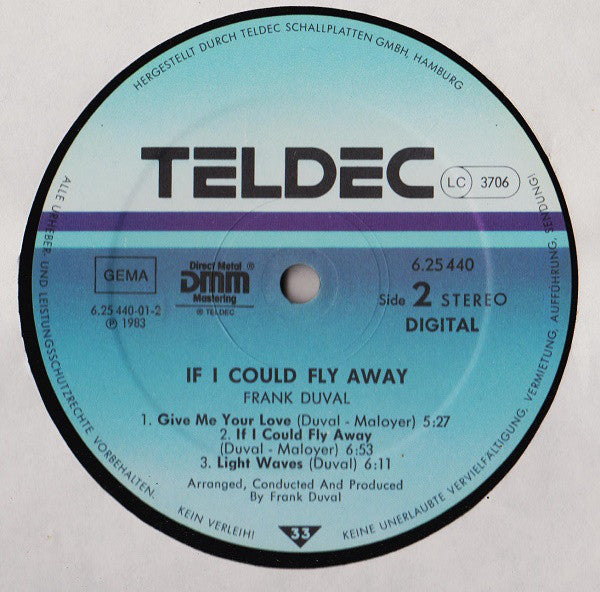 HERGESTELLT DURCH TELDEC SCHALLPLATTEN GMBH, HAMBURG
TELDEC
LC 3706
GEMA
6.25 440-01-2
℗ 1983
Direct Metal ®
DMM
Mastering
® TELDEC
6.25 440
Side 2 STEREO
DIGITAL
IF I COULD FLY AWAY
FRANK DUVAL
1. Give Me Your Love (Duval - Maloyer) 5:27
2. If I Could Fly Away
(Duval - Maloyer) 6:53
3. Light Waves (Duval) 6:11
Arranged, Conducted And Produced
By Frank Duval
33
ALLE URHEBER- UND LEISTUNGSSCHUTZRECHTE VORBEHALTEN.
KEIN VERLEIH! KEINE UNERLAUBTE VERVIELFÄLTIGUNG, VERMIETUNG, AUFFÜHRUNG, SENDUNG!